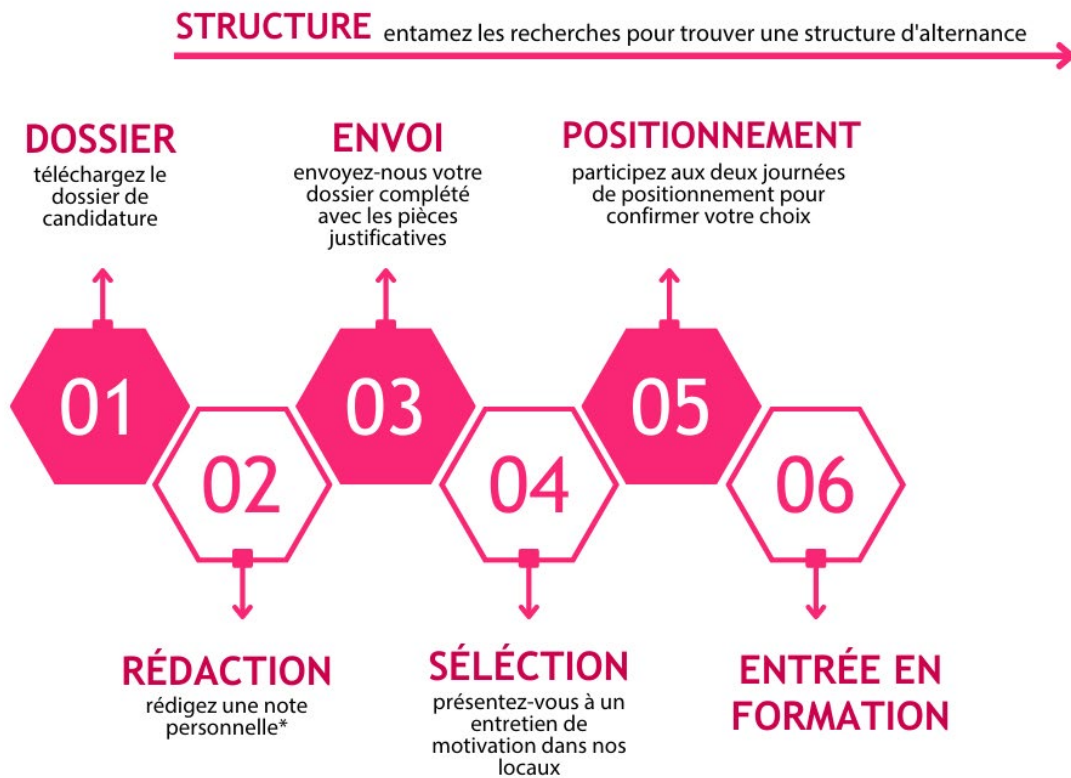 STRUCTURE entamez les recherches pour trouver une structure d'alternance
DOSSIER
téléchargez le
dossier de
candidature
ENVOI
envoyez-nous votre
dossier complété
avec les pièces
justificatives
POSITIONNEMENT
participez aux deux journées
de positionnement pour
confirmer votre choix
01
02
03
04
05
06
RÉDACTION
rédigez une note
personnelle*
SÉLÉCTION
présentez-vous à un
entretien de
motivation dans nos
locaux
ENTRÉE EN
FORMATION